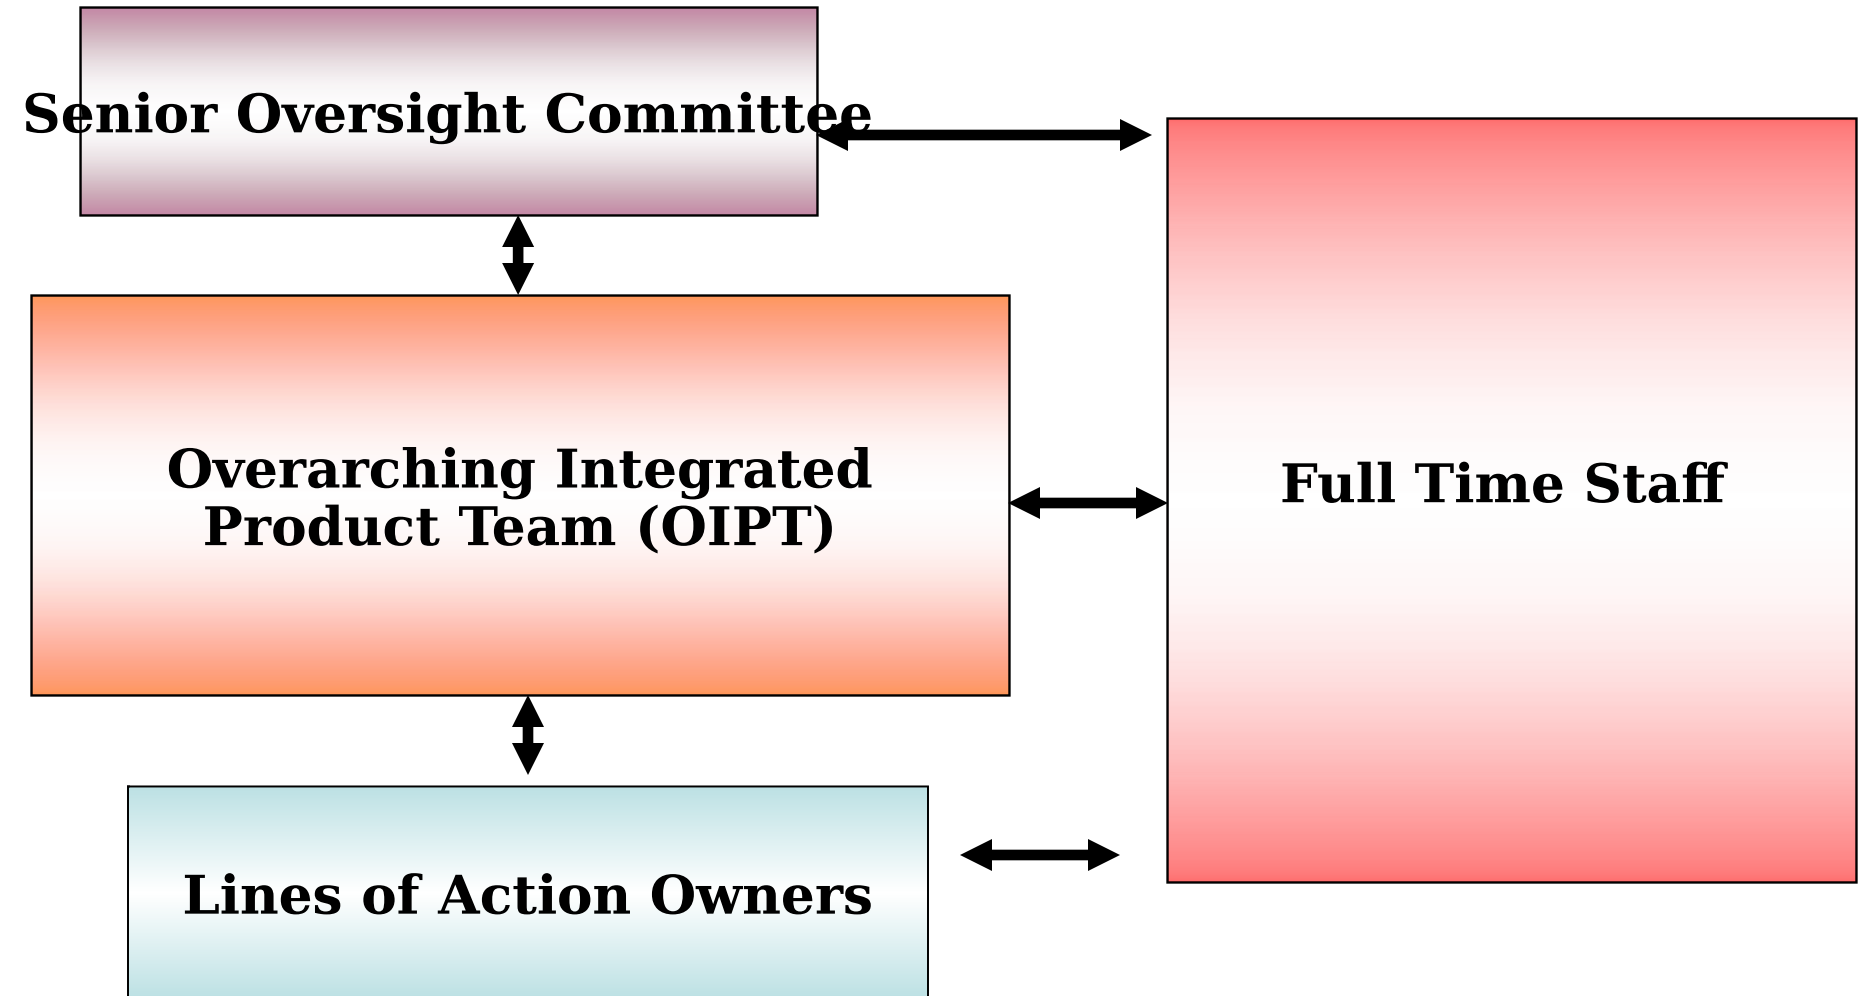 Senior Oversight Committee
Overarching Integrated
Product Team (OIPT)
Full Time Staff
Lines of Action Owners